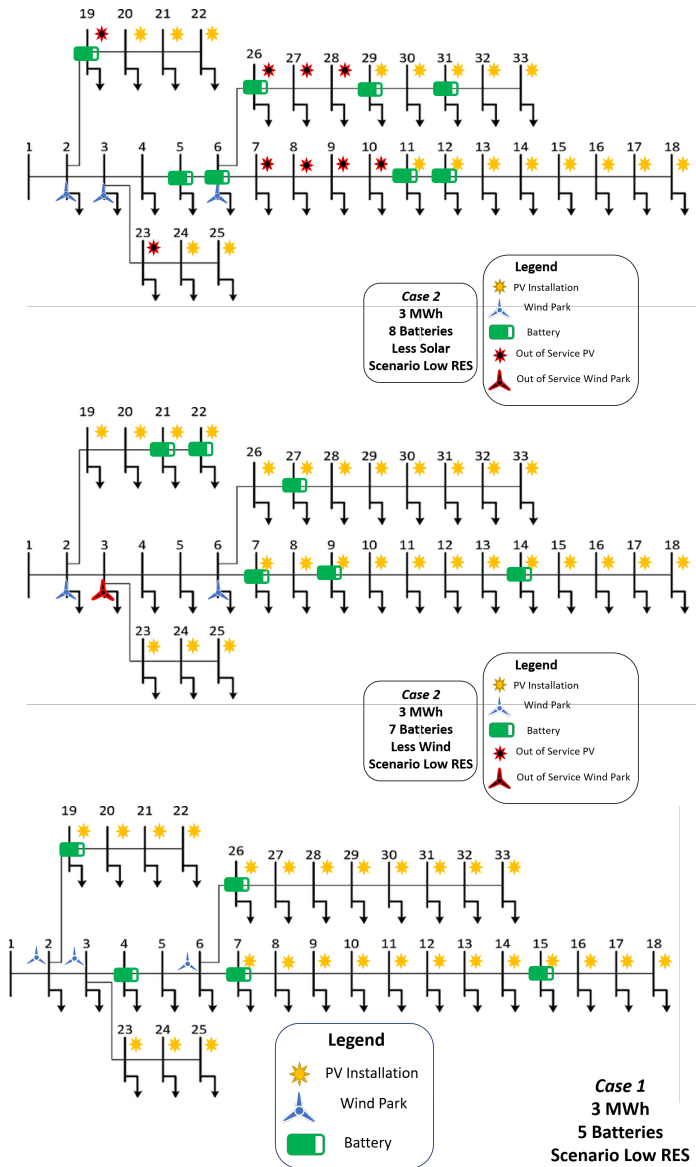 19 20 21 22
26 27 28 29 30 31 32 33
1 2 3 4 5 6 7 8 9 10 11 12 13 14 15 16 17 18
23 24 25
Case 2
3 MWh
8 Batteries
Less Solar
Scenario Low RES
Legend
PV Installation
Wind Park
Battery
Out of Service PV
Out of Service Wind Park
19 20 21 22
26 27 28 29 30 31 32 33
1 2 3 4 5 6 7 8 9 10 11 12 13 14 15 16 17 18
23 24 25
Case 2
3 MWh
7 Batteries
Less Wind
Scenario Low RES
Legend
PV Installation
Wind Park
Battery
Out of Service PV
Out of Service Wind Park
19 20 21 22
26 27 28 29 30 31 32 33
1 2 3 4 5 6 7 8 9 10 11 12 13 14 15 16 17 18
23 24 25
Legend
PV Installation
Wind Park
Battery
Case 1
3 MWh
5 Batteries
Scenario Low RES